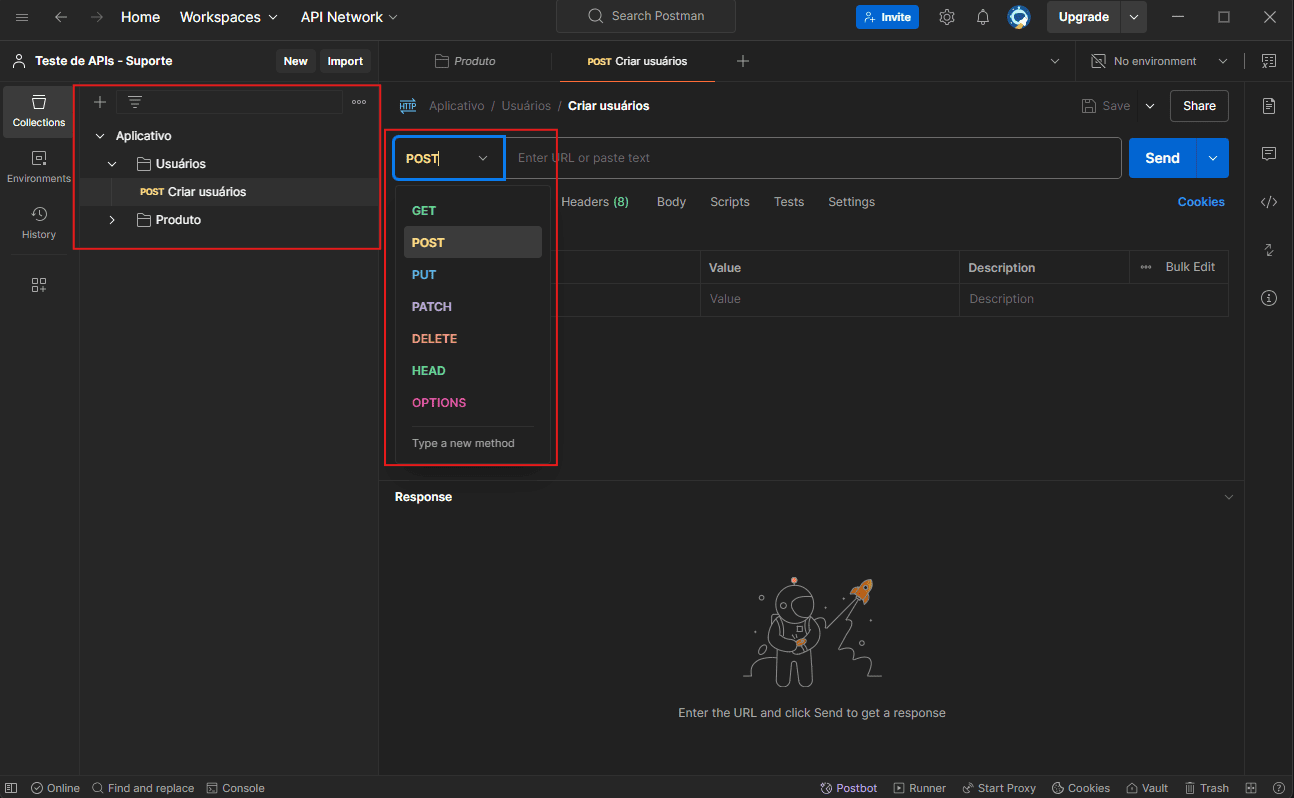 Home Workspaces API Network Search Postman Invite Upgrade
Teste de APIs - Suporte New Import Produto POST Criar usuários No environment
Collections
Environments
History
Aplicativo
Usuários
POST Criar usuários
Produto
HTTP Aplicativo / Usuários / Criar usuários Save Share
POST Enter URL or paste text Send
Headers (8) Body Scripts Tests Settings Cookies
GET
POST
PUT
PATCH
DELETE
HEAD
OPTIONS
Type a new method
Value Description Bulk Edit
Value Description
Response
Enter the URL and click Send to get a response
Online Find and replace Console Postbot Runner Start Proxy Cookies Vault Trash